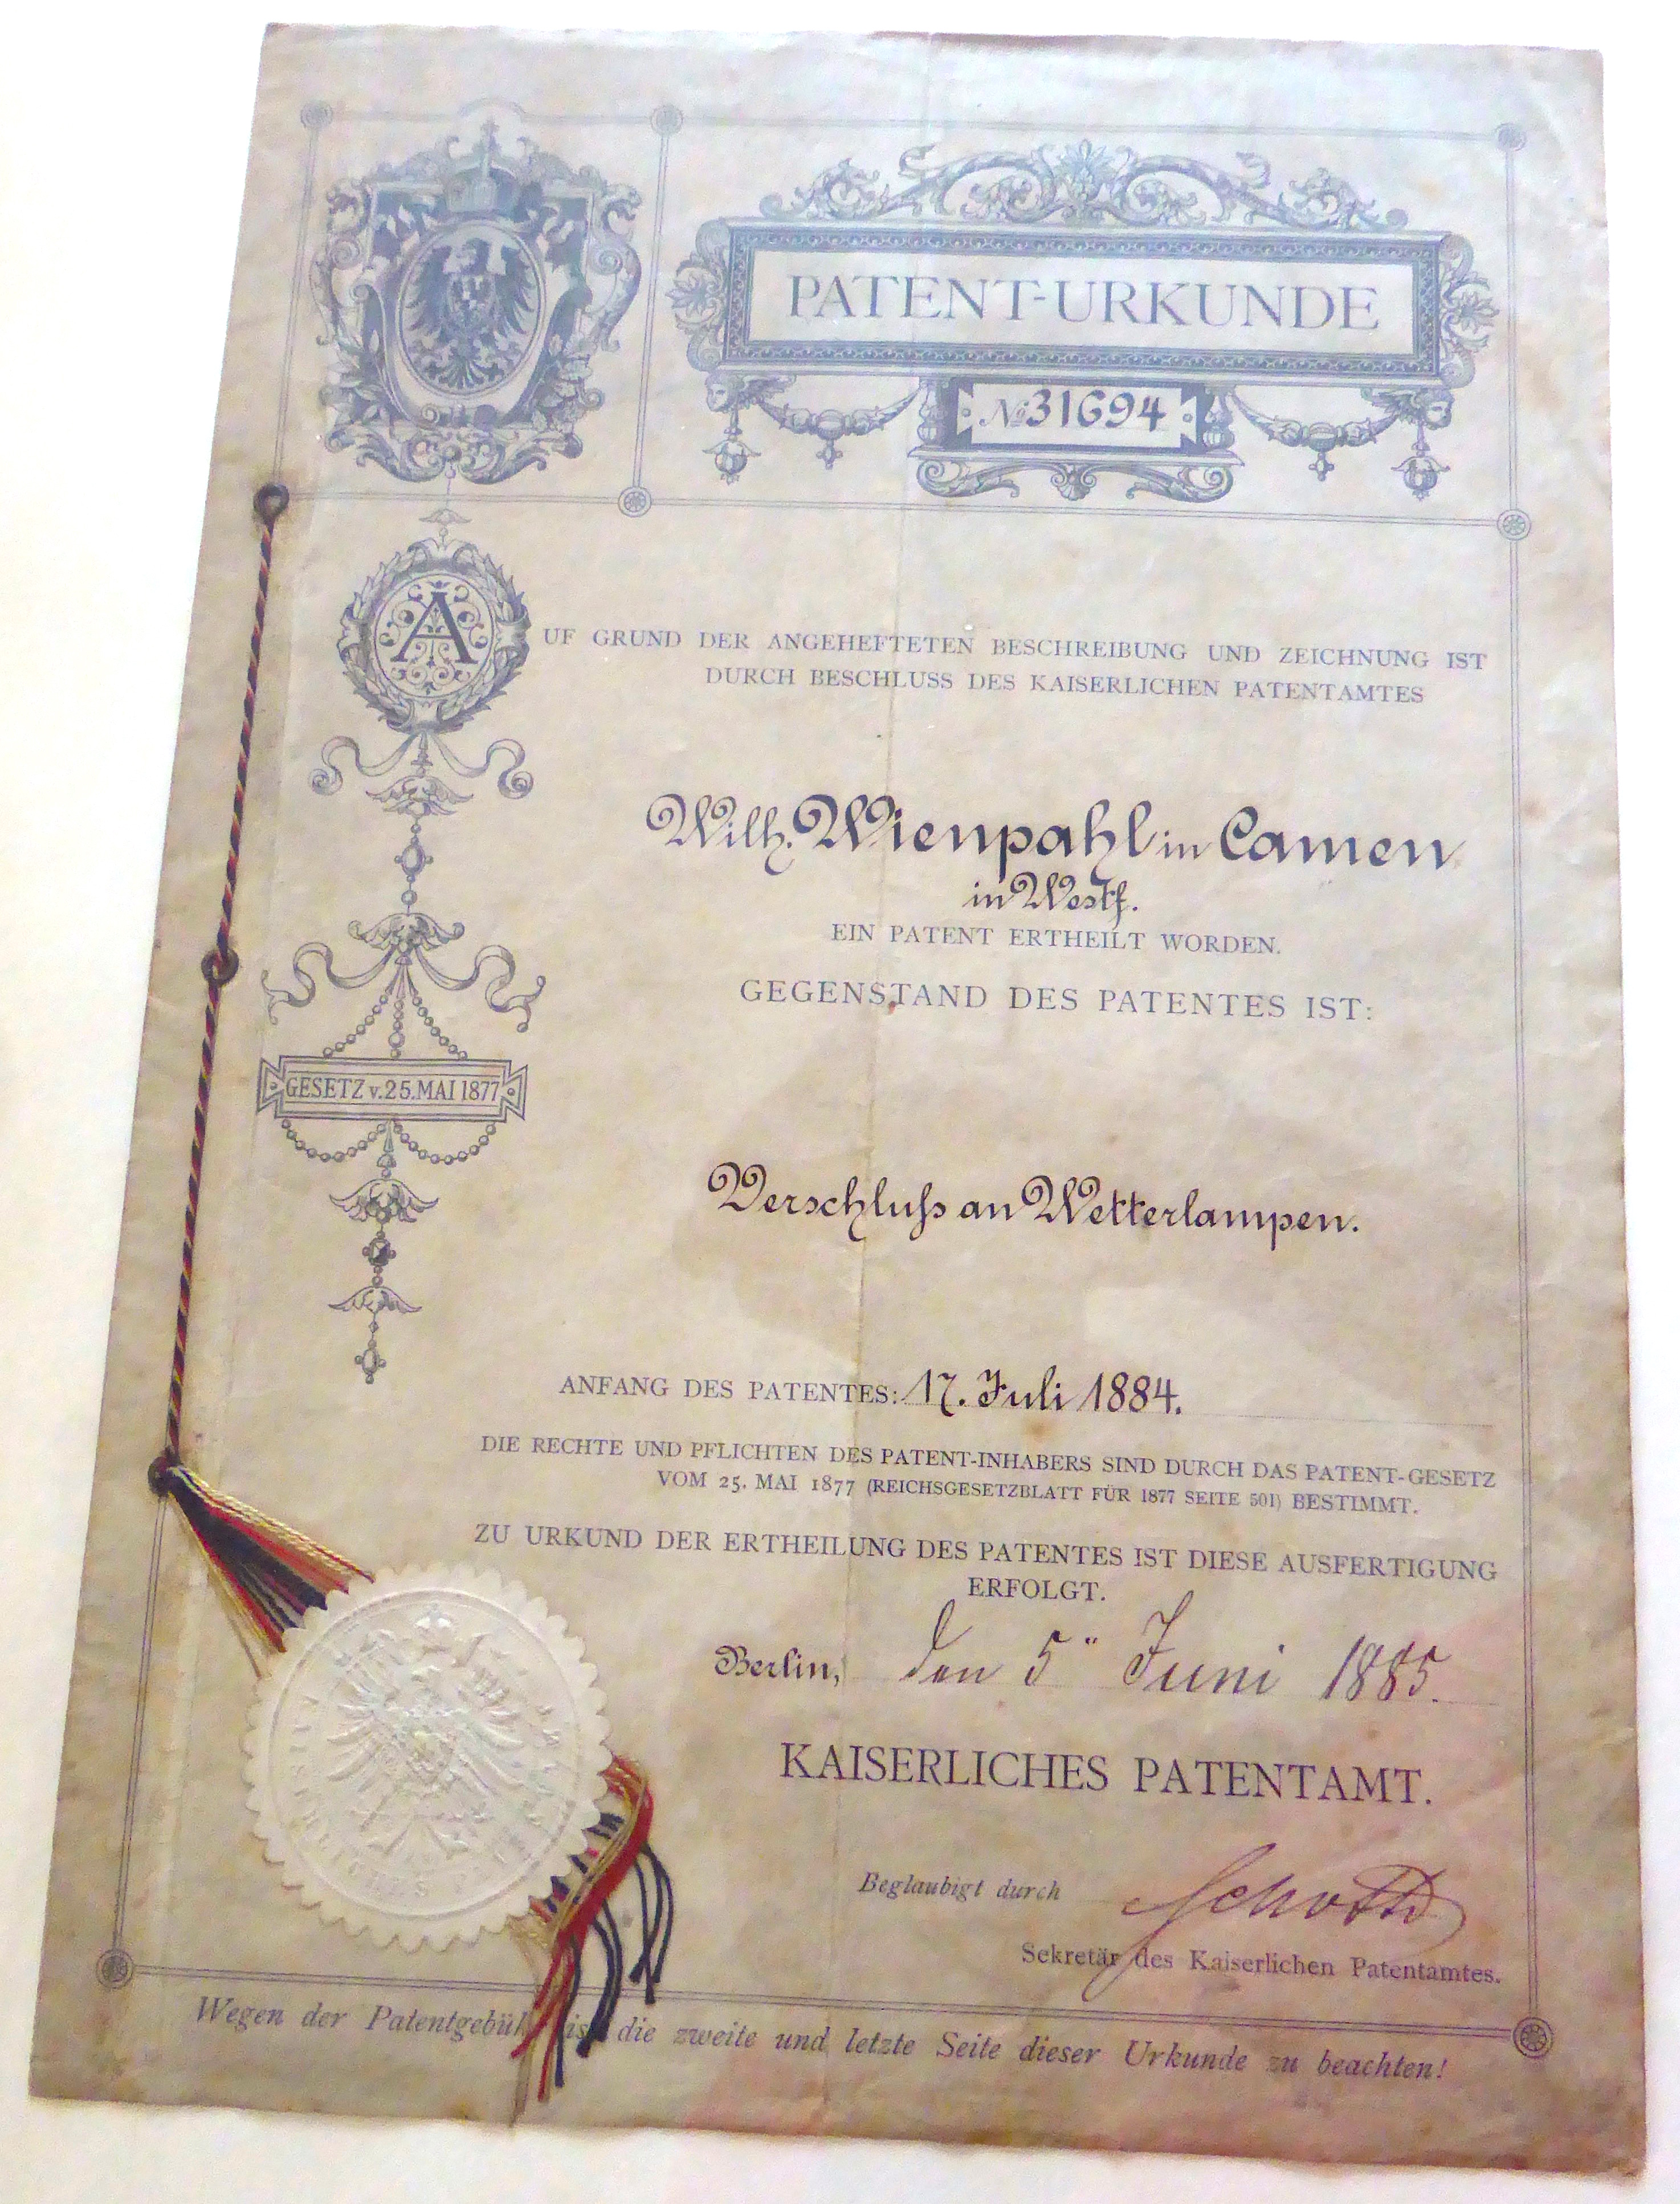 PATENT-URKUNDE
№ 31694
AUF GRUND DER ANGEHEFTETEN BESCHREIBUNG UND ZEICHNUNG IST
DURCH BESCHLUSS DES KAISERLICHEN PATENTAMTES
Wilh. Wienpahl in Camen
in Westf.
EIN PATENT ERTHEILT WORDEN.
GEGENSTAND DES PATENTES IST:
GESETZ v. 25. MAI 1877
Verschluß an Wetterlampen.
ANFANG DES PATENTES: 17. Juli 1884.
DIE RECHTE UND PFLICHTEN DES PATENT-INHABERS SIND DURCH DAS PATENT-GESETZ
VOM 25. MAI 1877 (REICHSGESETZBLATT FÜR 1877 SEITE 501) BESTIMMT.
ZU URKUND DER ERTHEILUNG DES PATENTES IST DIESE AUSFERTIGUNG
ERFOLGT.
Berlin, den 5" Juni 1885.
KAISERLICHES PATENTAMT.
Beglaubigt durch
Sekretär des Kaiserlichen Patentamtes.
Wegen der Patentgebüh is die zweite und letzte Seite dieser Urkunde zu beachten!